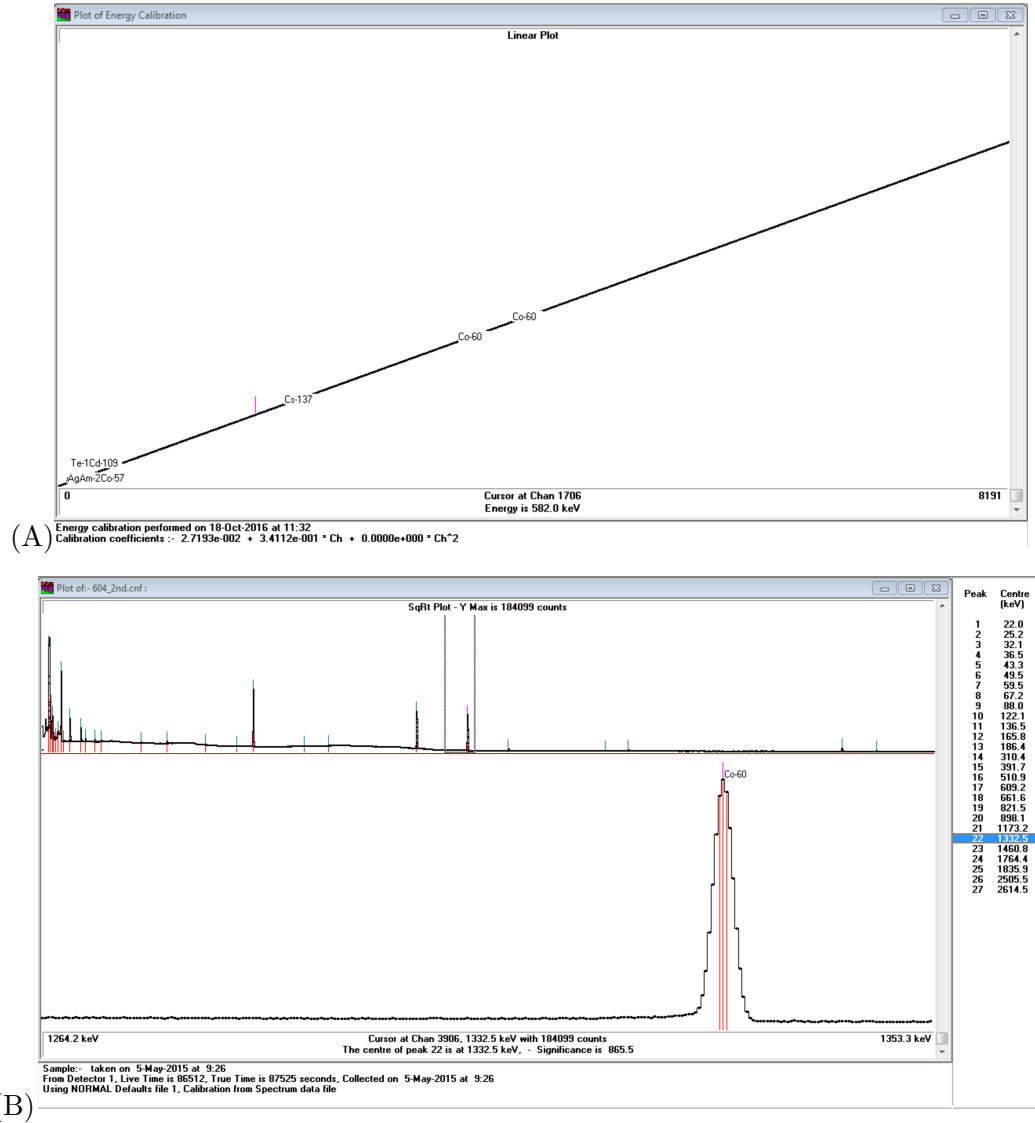 Plot of Energy Calibration
Linear Plot
Co-60
Co-60
Cs-137
Te-1Cd-109
AgAm-2Co-57
0 Cursor at Chan 1706 8191
Energy is 582.0 keV
(A)
Energy calibration performed on 18-Oct-2016 at 11:32
Calibration coefficients :- 2.7193e-002 + 3.4112e-001 * Ch + 0.0000e+000 * Ch^2
Plot of:- 604_2nd.cnf :
SqRt Plot - Y Max is 184099 counts
Co-60
1264.2 keV Cursor at Chan 3906, 1332.5 keV with 184099 counts 1353.3 keV
The centre of peak 22 is at 1332.5 keV, - Significance is 865.5
Sample:- taken on 5-May-2015 at 9:26
From Detector 1, Live Time is 86512, True Time is 87525 seconds, Collected on 5-May-2015 at 9:26
Using NORMAL Defaults file 1, Calibration from Spectrum data file
Peak Centre
(keV)
1 22.0
2 25.2
3 32.1
4 36.5
5 43.3
6 49.5
7 59.5
8 67.2
9 88.0
10 122.1
11 136.5
12 165.8
13 186.4
14 310.4
15 391.7
16 510.9
17 609.2
18 661.6
19 821.5
20 898.1
21 1173.2
22 1332.5
23 1460.8
24 1764.4
25 1835.9
26 2505.5
27 2614.5
B)